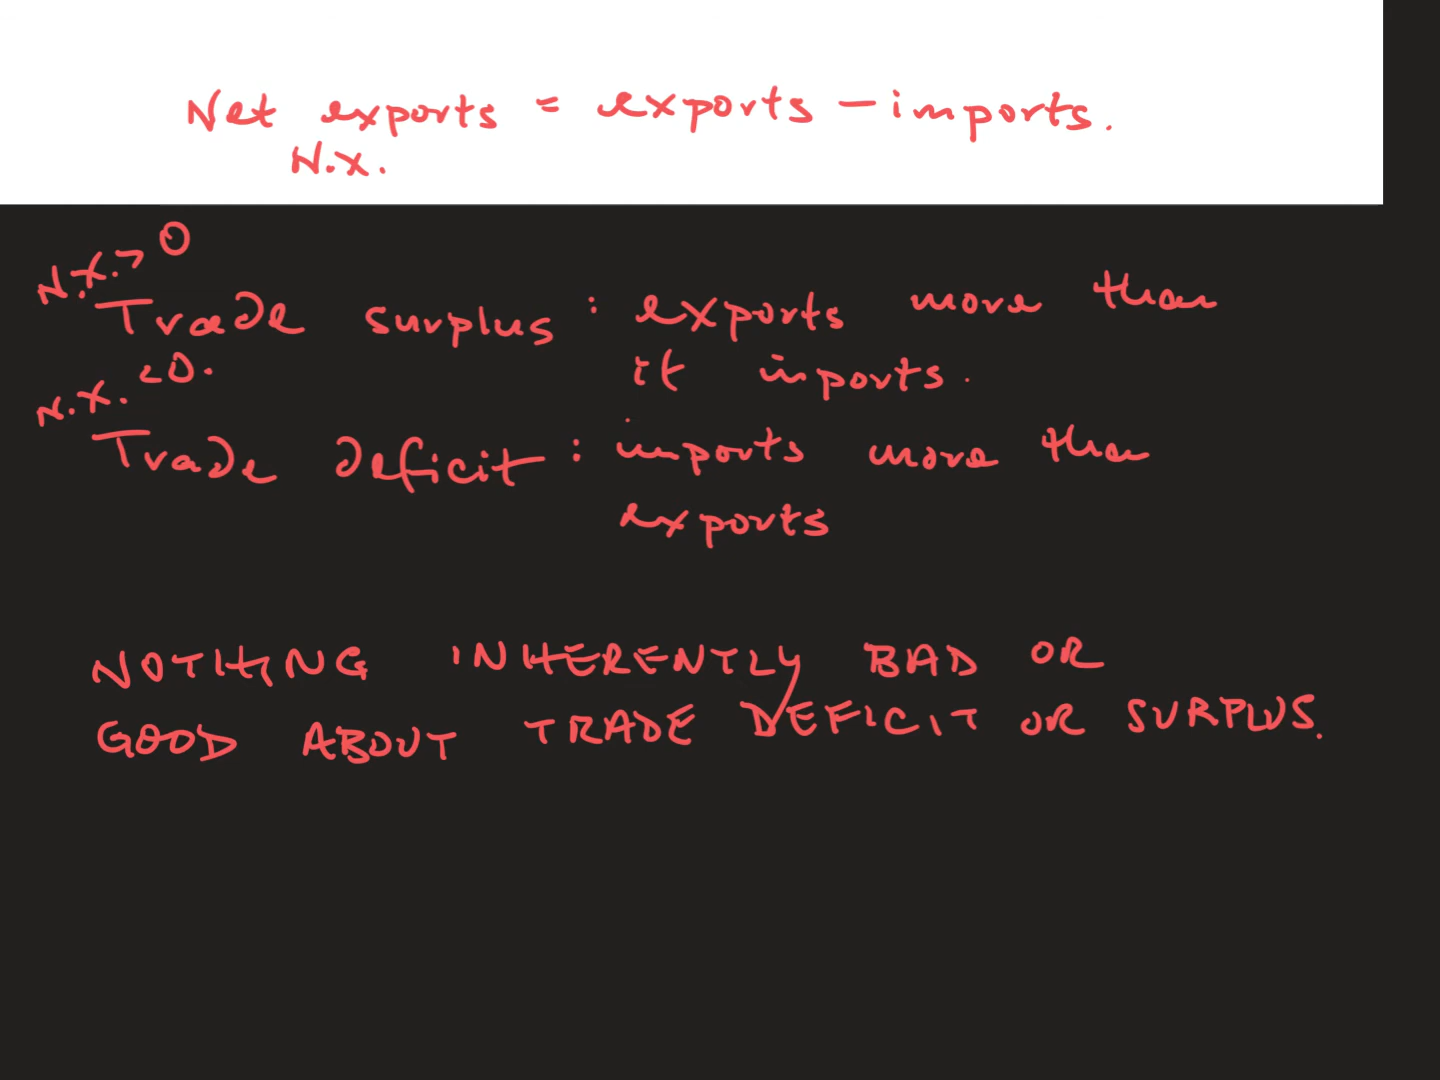 Net exports = exports - imports.
N.X.
N.X. > 0
Trade surplus : exports more than
it imports.
N.X. < 0.
Trade deficit : imports more than
exports
NOTHING INHERENTLY BAD OR
GOOD ABOUT TRADE DEFICIT OR SURPLUS.